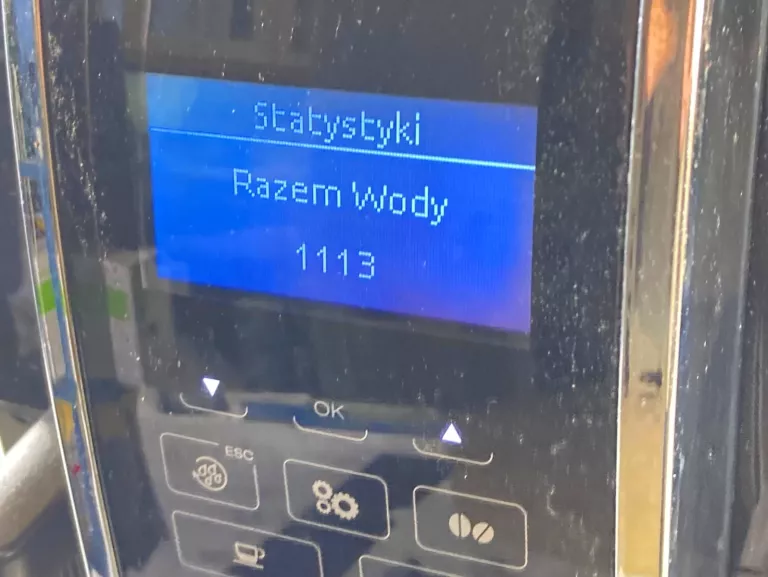 Statystyki
Razem Wody
1113
OK
ESC